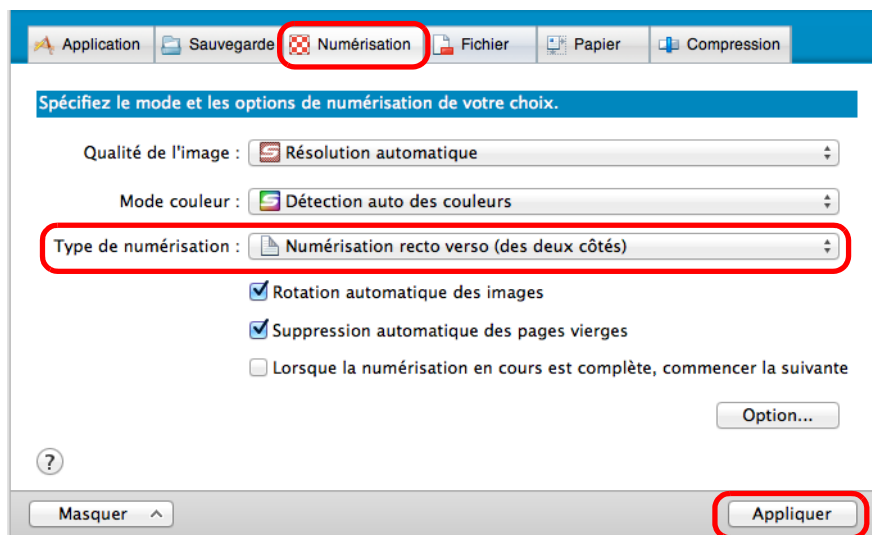 Application Sauvegarde Numérisation Fichier Papier Compression
Spécifiez le mode et les options de numérisation de votre choix.
Qualité de l'image : Résolution automatique
Mode couleur : Détection auto des couleurs
Type de numérisation : Numérisation recto verso (des deux côtés)
Rotation automatique des images
Suppression automatique des pages vierges
Lorsque la numérisation en cours est complète, commencer la suivante
Option...
?
Masquer Appliquer